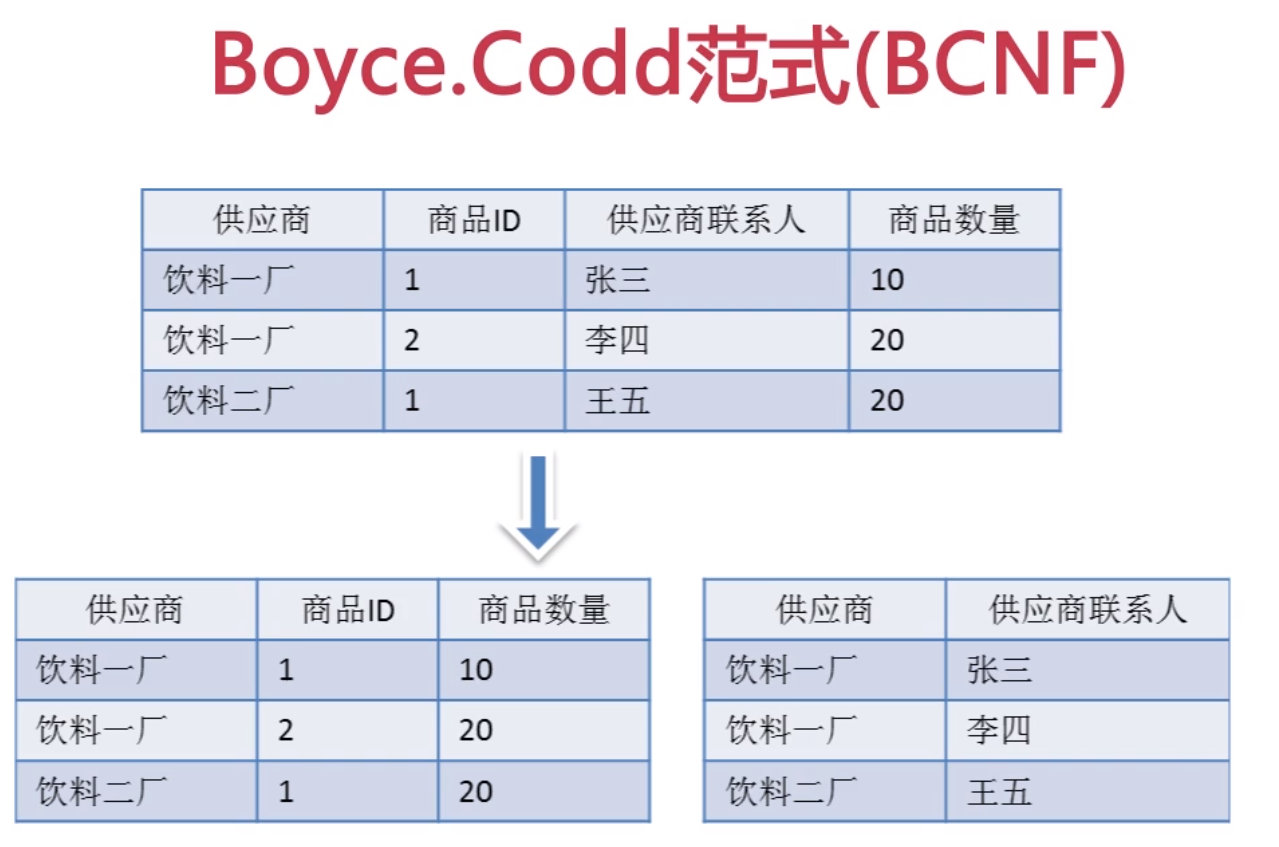 Boyce.Codd范式(BCNF)
供应商 商品ID 供应商联系人 商品数量
饮料一厂 1 张三 10
饮料一厂 2 李四 20
饮料二厂 1 王五 20
供应商 商品ID 商品数量
饮料一厂 1 10
饮料一厂 2 20
饮料二厂 1 20
供应商 供应商联系人
饮料一厂 张三
饮料一厂 李四
饮料二厂 王五